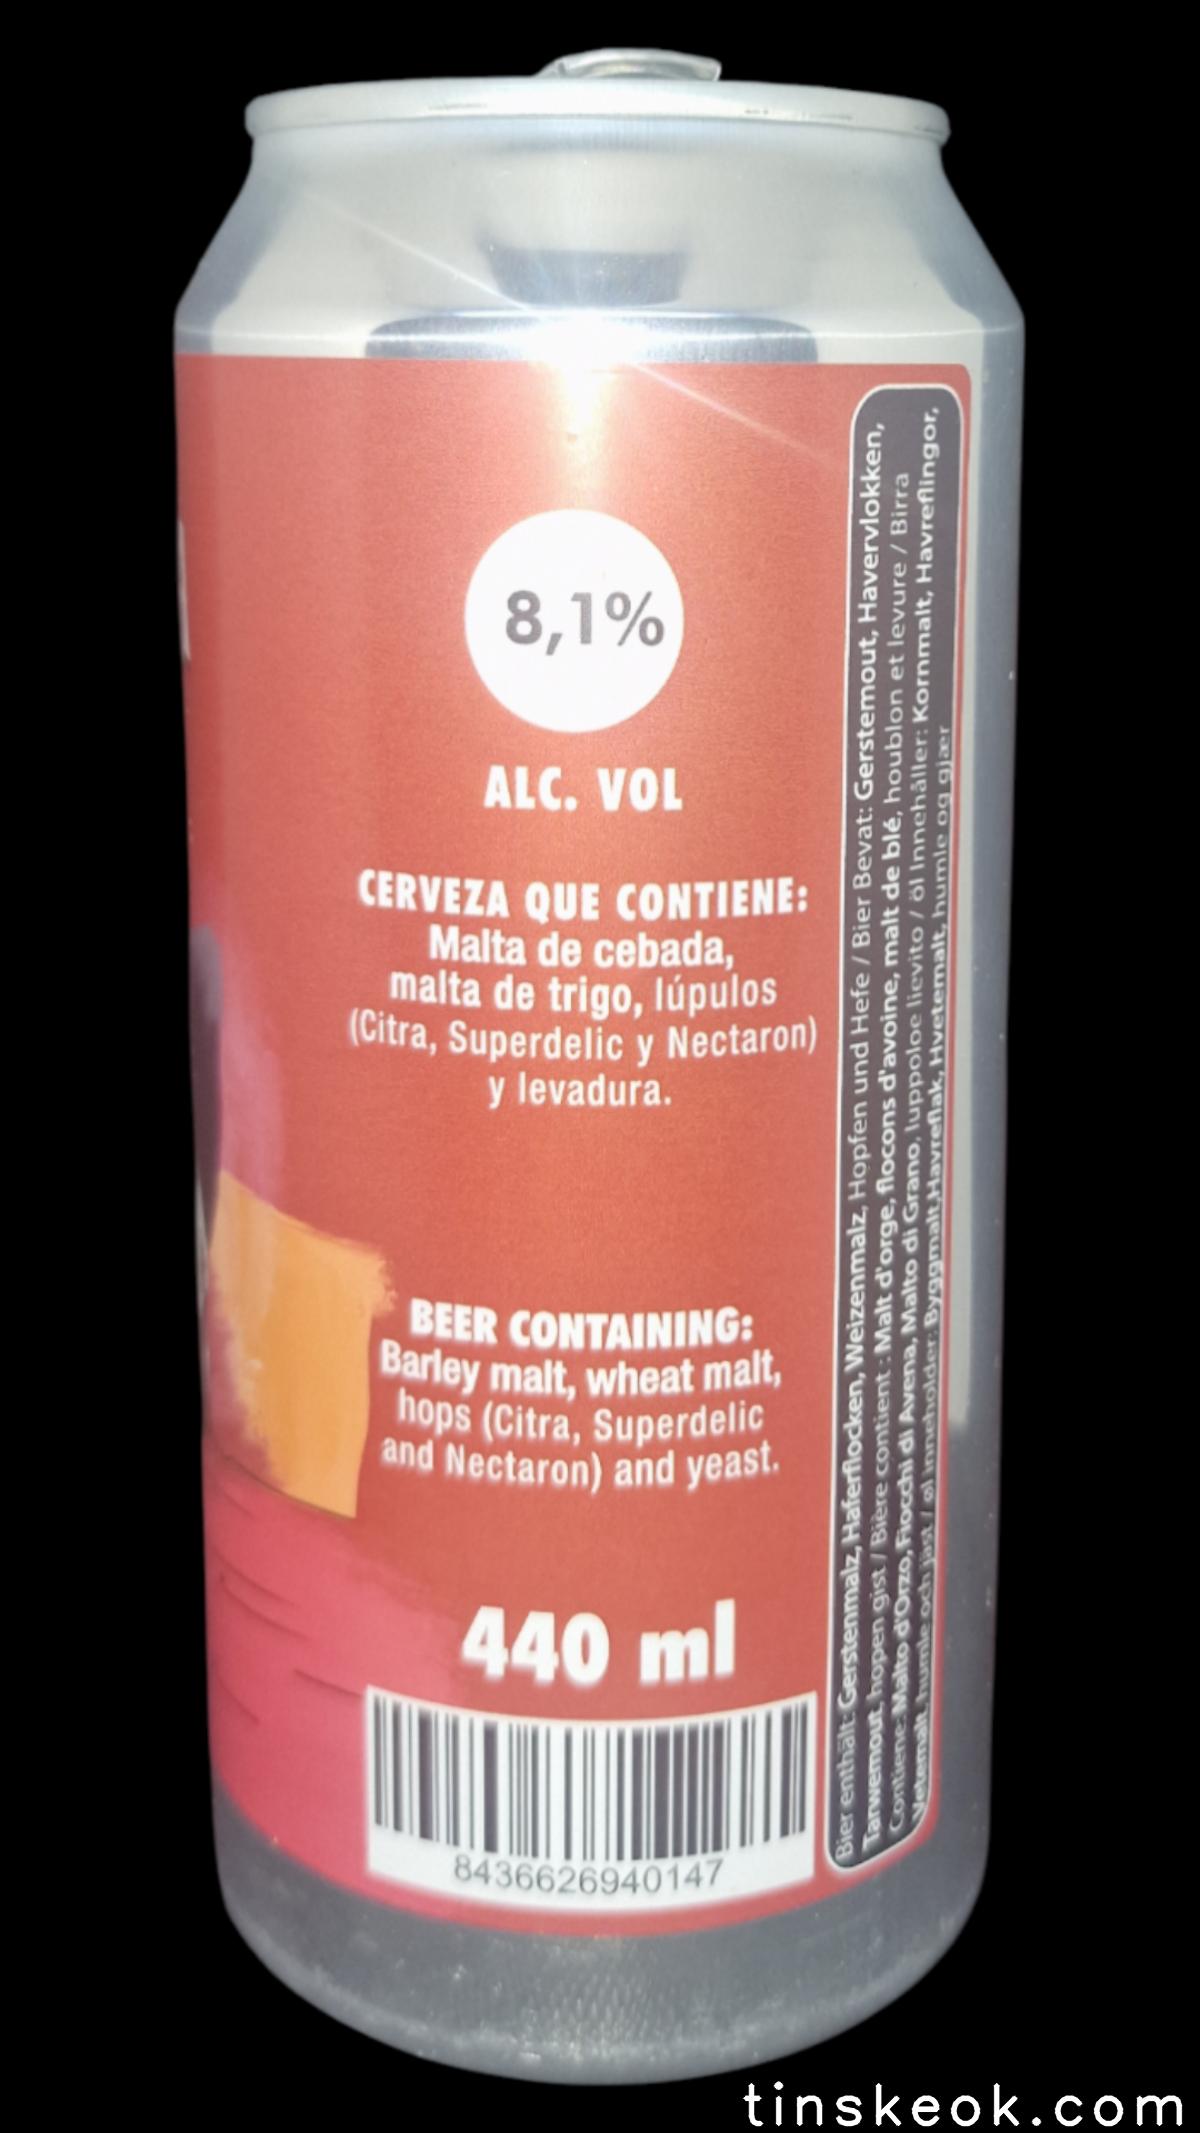 8,1%
ALC. VOL
CERVEZA QUE CONTIENE:
Malta de cebada,
malta de trigo, lúpulos
(Citra, Superdelic y Nectaron)
y levadura.
BEER CONTAINING:
Barley malt, wheat malt,
hops (Citra, Superdelic
and Nectaron) and yeast.
440 ml
8436626940147
Bier enthält: Gerstenmalz, Haferflocken, Weizenmalz, Hopfen und Hefe / Bier Bevat: Gerstemout, Havervlokken,
Tarwemout, hopen gist / Bière contient : Malt d'orge, flocons d'avoine, malt de blé, houblon et levure / Birra
Contiene: Malto d'Orzo, Fiocchi di Avena, Malto di Grano, luppoloe lievito / öl Innehåller: Kornmalt, Havreflingor,
Vetemalt, humle och jäst / øl inneholder: Byggmalt,Havreflak, Hvetemalt, humle og gjær
tinskeok.com